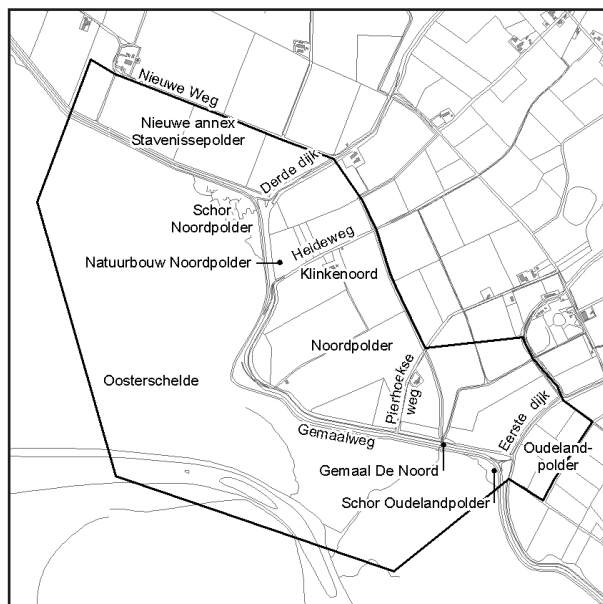 Nieuwe Weg
Nieuwe annex
Stavenissepolder
Derde dijk
Schor
Noordpolder
Heideweg
Natuurbouw Noordpolder
Klinkenoord
Noordpolder
Oosterschelde
Pierhoekse
weg
Eerste dijk
Gemaalweg
Oudeland-
polder
Gemaal De Noord
Schor Oudelandpolder